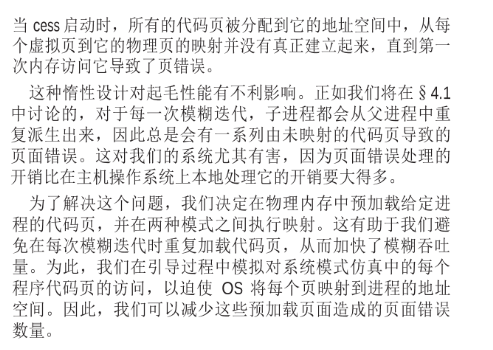 当 cess 启动时，所有的代码页被分配到它的地址空间中，从每
个虚拟页到它的物理页的映射并没有真正建立起来，直到第一
次内存访问它导致了页错误。
这种惰性设计对起毛性能有不利影响。正如我们将在 § 4.1
中讨论的，对于每一次模糊迭代，子进程都会从父进程中重
复派生出来，因此总是会有一系列由未映射的代码页导致的
页面错误。这对我们的系统尤其有害，因为页面错误处理的
开销比在主机操作系统上本地处理它的开销要大得多。
为了解决这个问题，我们决定在物理内存中预加载给定进
程的代码页，并在两种模式之间执行映射。这有助于我们避
免在每次模糊迭代时重复加载代码页，从而加快了模糊吞吐
量。为此，我们在引导过程中模拟对系统模式仿真中的每个
程序代码页的访问，以迫使 OS 将每个页映射到进程的地址
空间。因此，我们可以减少这些预加载页面造成的页面错误
数量。